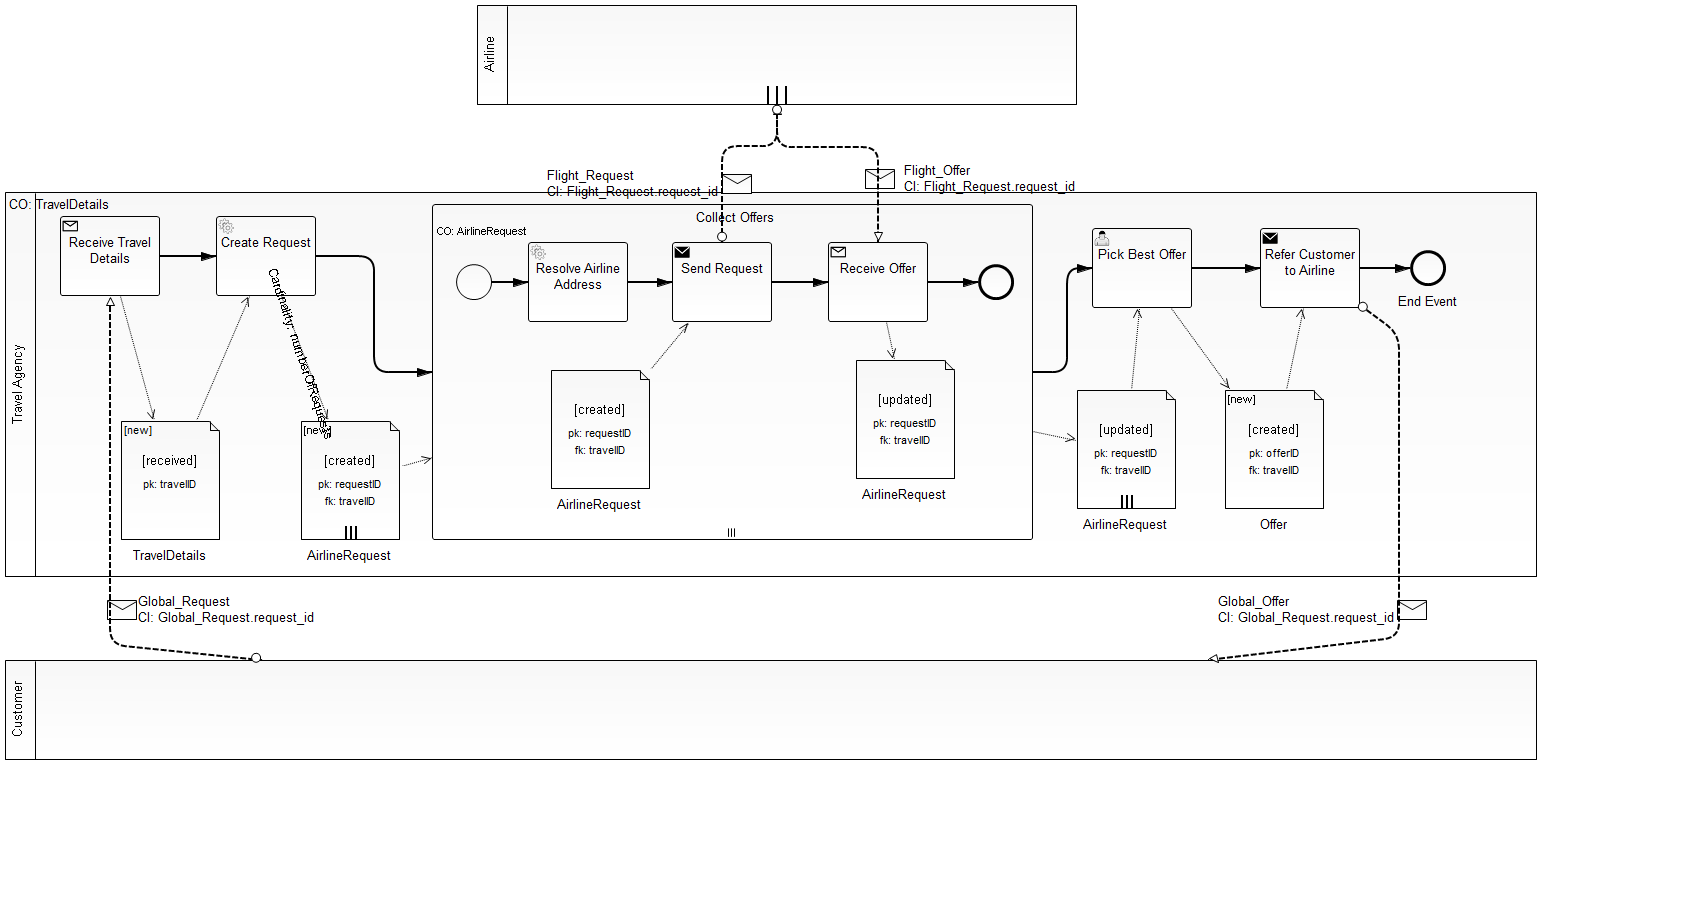 Airline
Flight_Request
CI: Flight_Request.request_id
Flight_Offer
CI: Flight_Request.request_id
Travel Agency
CO: TravelDetails
Receive Travel
Details
Create Request
Cardinality: numberOfRequests
Collect Offers
CO: AirlineRequest
Resolve Airline
Address
Send Request
Receive Offer
Pick Best Offer
Refer Customer
to Airline
End Event
[new]
[received]
pk: travelID
TravelDetails
[new]
[created]
pk: requestID
fk: travelID
AirlineRequest
[created]
pk: requestID
fk: travelID
AirlineRequest
[updated]
pk: requestID
fk: travelID
AirlineRequest
[updated]
pk: requestID
fk: travelID
AirlineRequest
[new]
[created]
pk: offerID
fk: travelID
Offer
Global_Request
CI: Global_Request.request_id
Global_Offer
CI: Global_Request.request_id
Customer